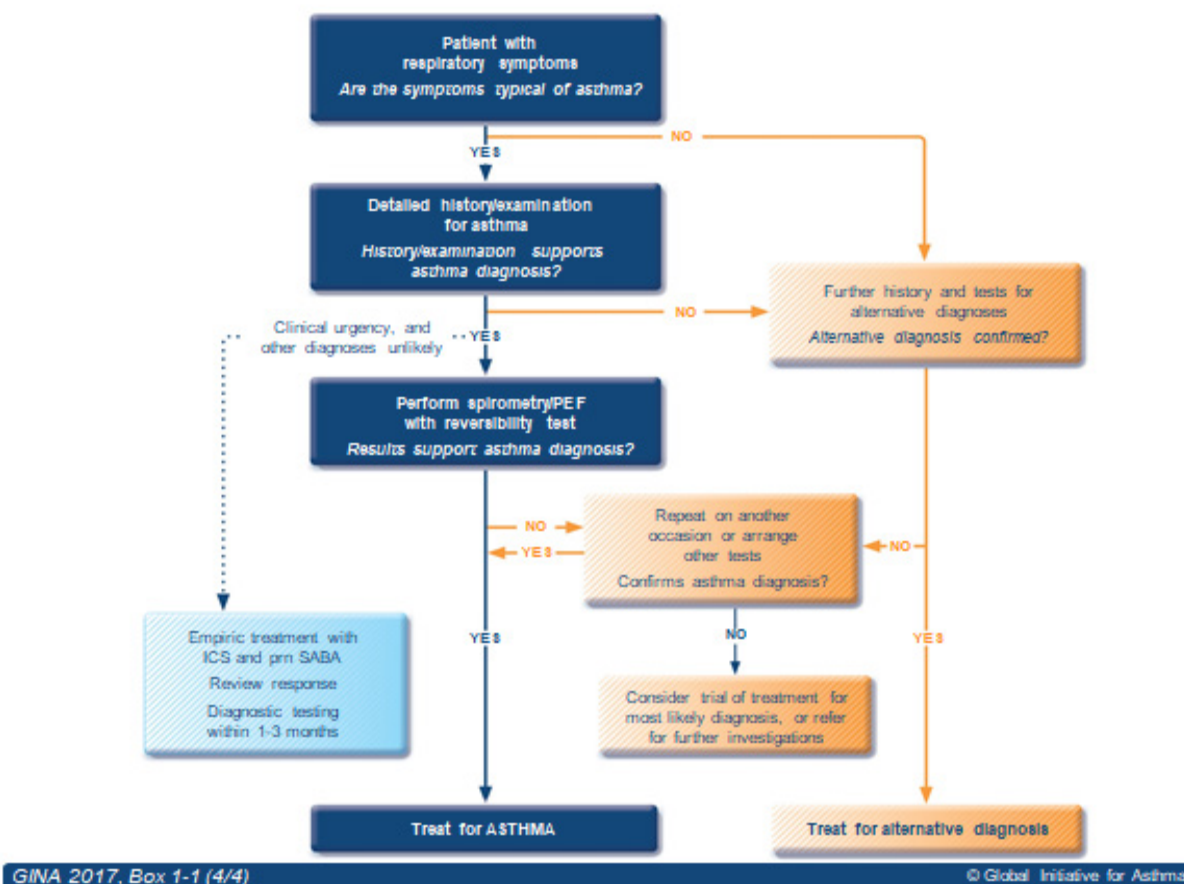 Patient with
respiratory symptoms
Are the symptoms typical of asthma?
NO
YES
Detailed history/examination
for asthma
History/examination supports
asthma diagnosis?
Further history and tests for
alternative diagnoses
Alternative diagnosis confirmed?
NO
Clinical urgency, and
other diagnoses unlikely
YES
Perform spirometry/PEF
with reversibility test
Results support asthma diagnosis?
Repeat on another
occasion or arrange
other tests
Confirms asthma diagnosis?
NO
YES
NO
Empiric treatment with
ICS and prn SABA
Review response
Diagnostic testing
within 1-3 months
YES
NO
YES
Consider trial of treatment for
most likely diagnosis, or refer
for further investigations
Treat for ASTHMA
Treat for alternative diagnosis
GINA 2017, Box 1-1 (4/4)
© Global Initiative for Asthma